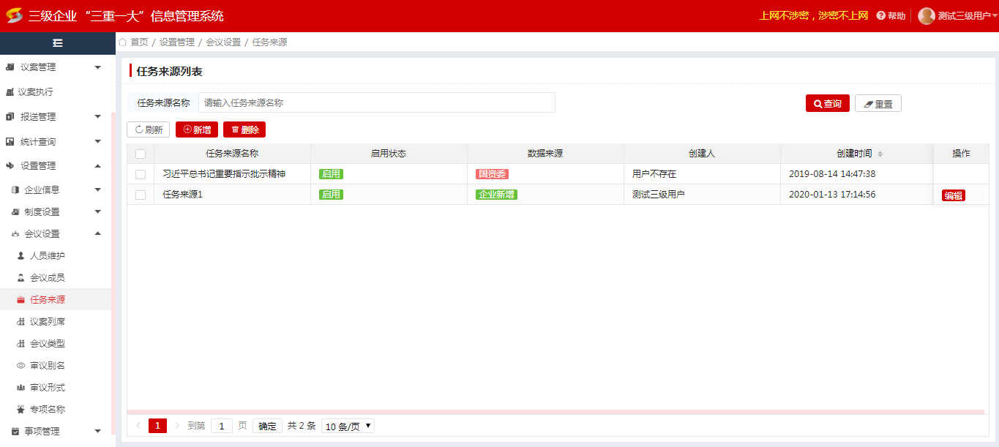 三级企业“三重一大”信息管理系统
上网不涉密，涉密不上网
帮助
测试三级用户
首页 / 设置管理 / 会议设置 / 任务来源
议案管理
议案执行
报送管理
统计查询
设置管理
企业信息
制度设置
会议设置
人员维护
会议成员
任务来源
议案列席
会议类型
审议别名
审议形式
专项名称
事项管理
任务来源列表
任务来源名称 请输入任务来源名称 查询 重置
刷新 新增 删除
任务来源名称 启用状态 数据来源 创建人 创建时间 操作
习近平总书记重要指示批示精神 启用 国资委 用户不存在 2019-08-14 14:47:38
任务来源1 启用 企业新增 测试三级用户 2020-01-13 17:14:56 编辑
1 到第 1 页 确定 共 2 条 10 条/页